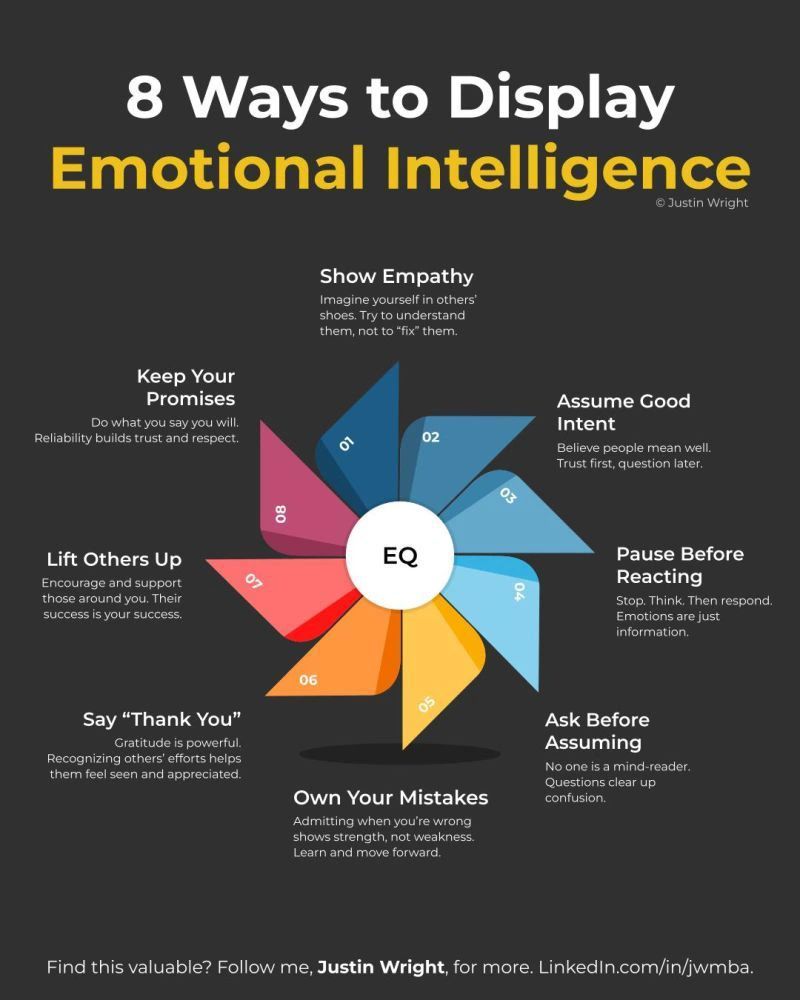 8 Ways to Display
Emotional Intelligence
© Justin Wright
Show Empathy
Imagine yourself in others'
shoes. Try to understand
them, not to “fix” them.
01
02
Assume Good
Intent
Believe people mean well.
Trust first, question later.
03
Pause Before
Reacting
Stop. Think. Then respond.
Emotions are just
information.
04
Ask Before
Assuming
No one is a mind-reader.
Questions clear up
confusion.
05
Own Your Mistakes
Admitting when you're wrong
shows strength, not weakness.
Learn and move forward.
06
Say “Thank You”
Gratitude is powerful.
Recognizing others' efforts helps
them feel seen and appreciated.
07
Lift Others Up
Encourage and support
those around you. Their
success is your success.
08
Keep Your
Promises
Do what you say you will.
Reliability builds trust and respect.
EQ
Find this valuable? Follow me, Justin Wright, for more. LinkedIn.com/in/jwmba.